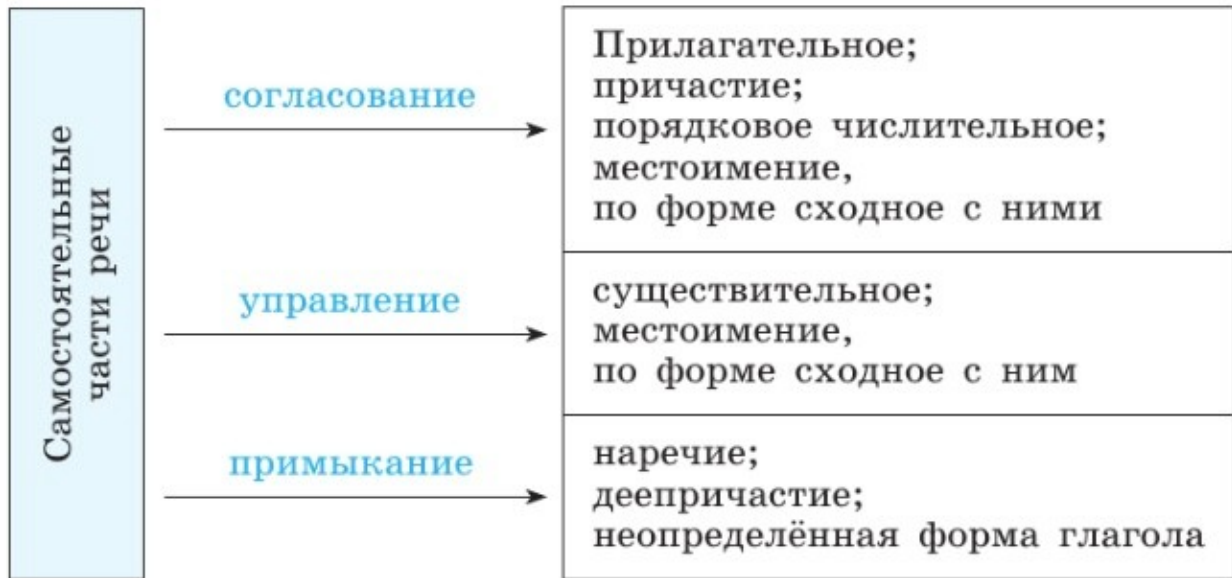 Самостоятельные
части речи
согласование
Прилагательное;
причастие;
порядковое числительное;
местоимение,
по форме сходное с ними
управление
существительное;
местоимение,
по форме сходное с ним
примыкание
наречие;
деепричастие;
неопределённая форма глагола